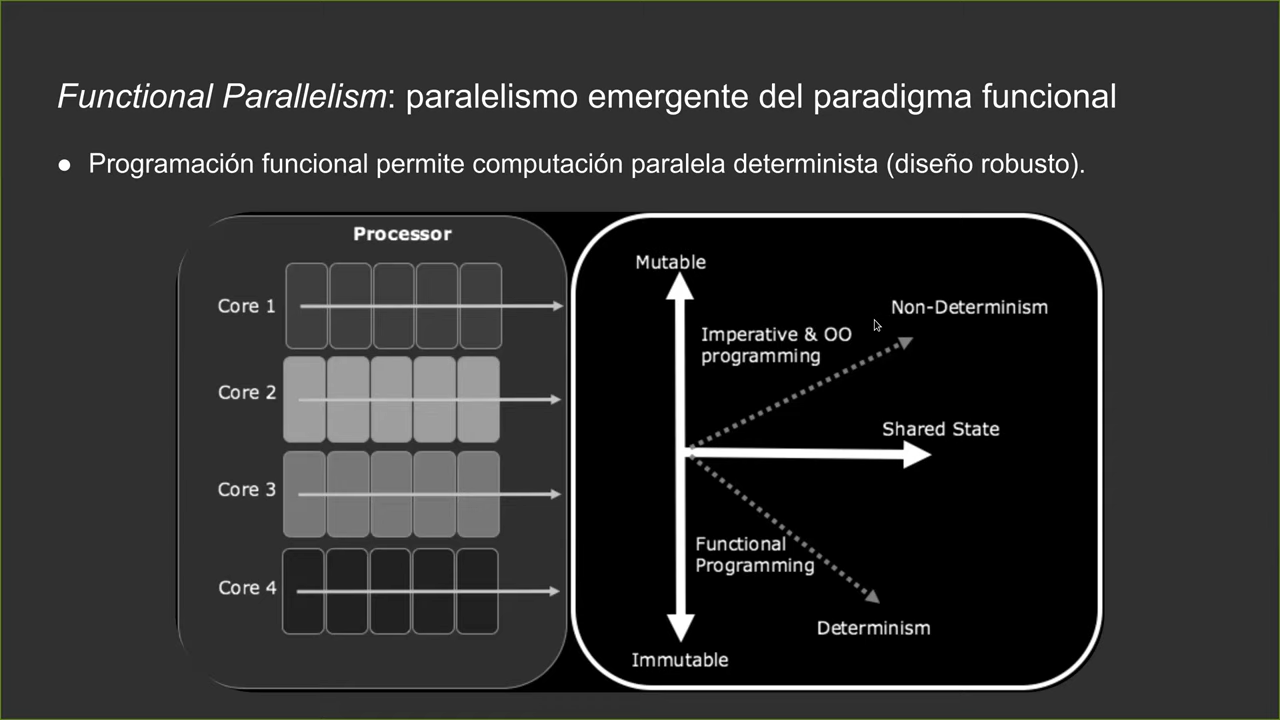 Functional Parallelism: paralelismo emergente del paradigma funcional
● Programación funcional permite computación paralela determinista (diseño robusto).
Processor
Core 1
Core 2
Core 3
Core 4
Mutable
Non-Determinism
Imperative & OO
programming
Shared State
Functional
Programming
Determinism
Immutable